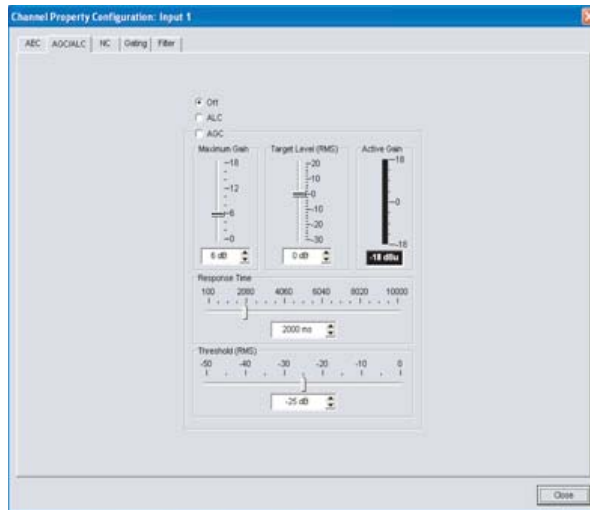 Channel Property Configuration: Input 1
AEC AGC/ALC NC Gating Filter
Off
ALC
AGC
Maximum Gain Target Level (RMS) Active Gain
-18 -20 -18
-10
-12 -0 -0
-6 -10
-20
-0 -30 -18
6 dB 0 dB -18 dBu
Response Time
100 2080 4060 6040 8020 10000
2000 ms
Threshold (RMS)
-50 -40 -30 -20 -10 0
-25 dB
Close